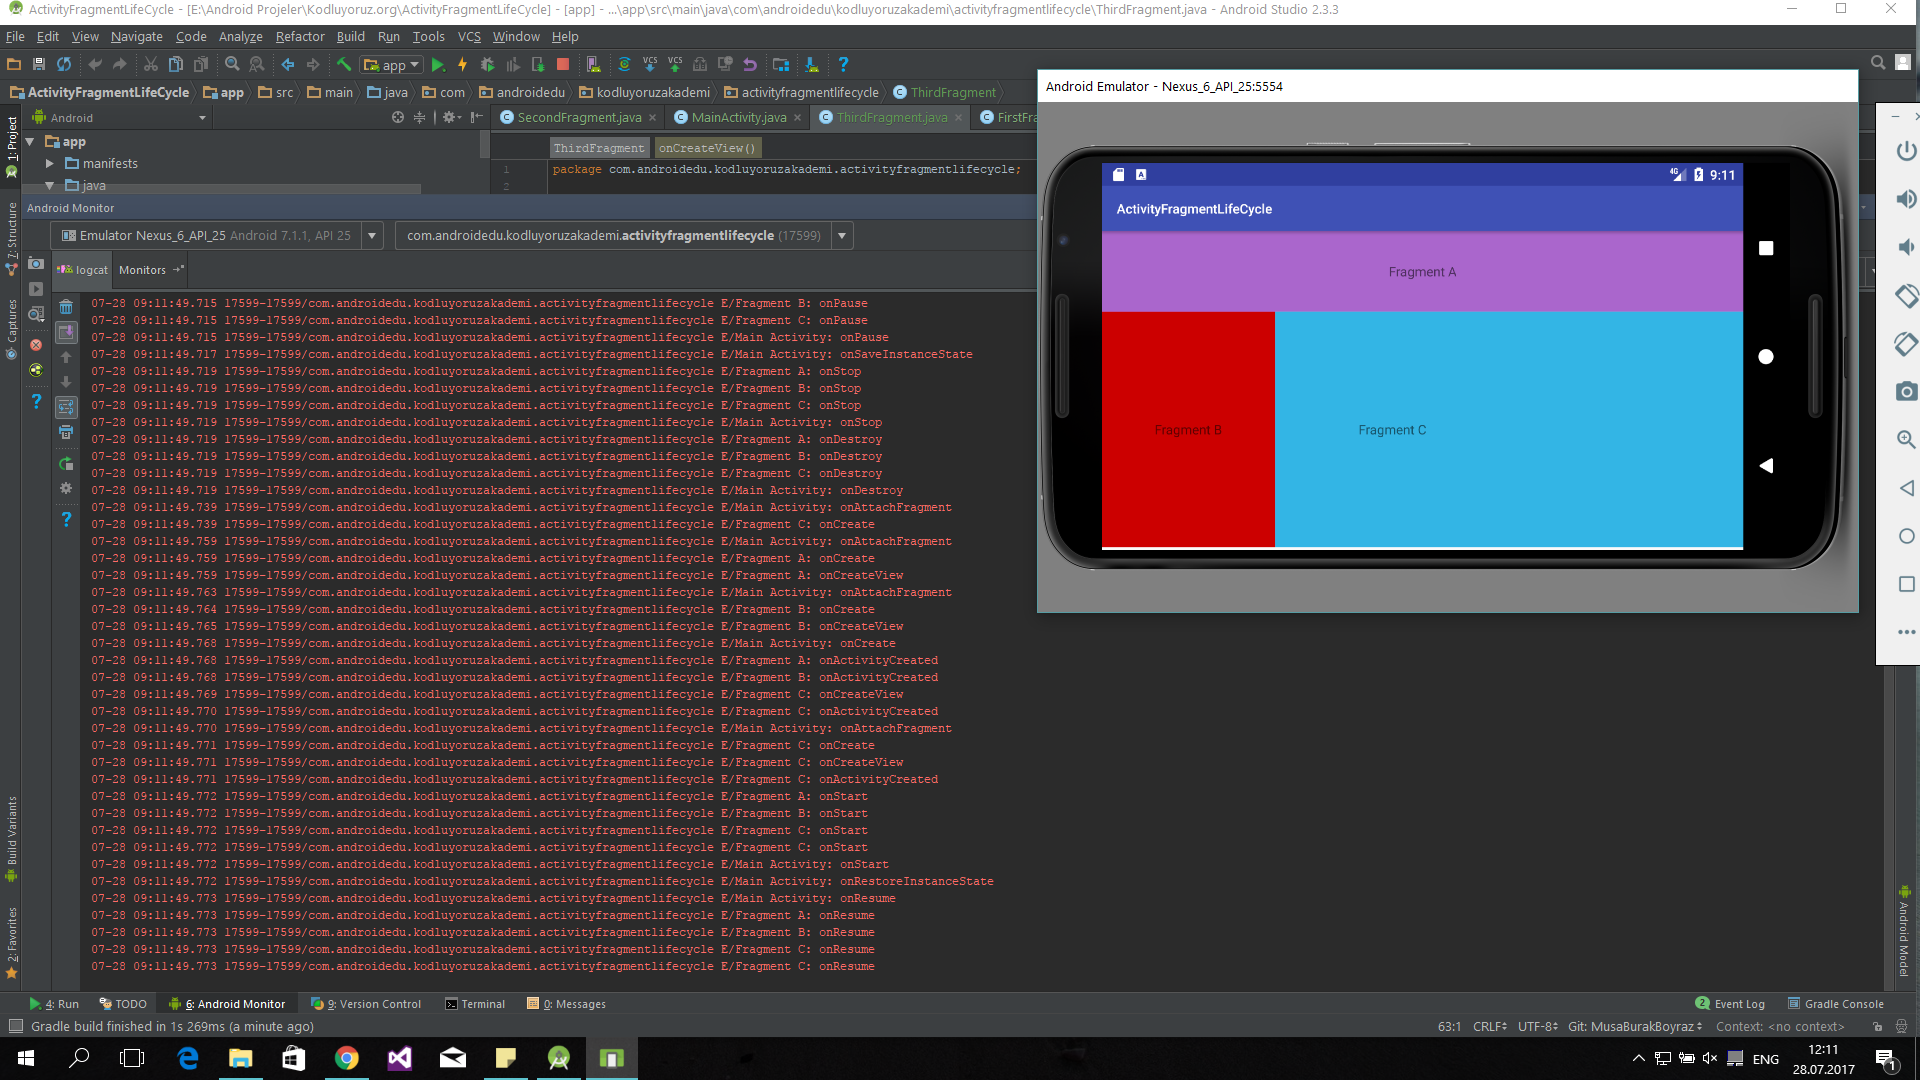 ActivityFragmentLifeCycle - [E:\Android Projeler\Kodluyoruz.org\ActivityFragmentLifeCycle] - [app] - ...\app\src\main\java\com\androidedu\kodluyoruzakademi\activityfragmentlifecycle\ThirdFragment.java - Android Studio 2.3.3
File Edit View Navigate Code Analyze Refactor Build Run Tools VCS Window Help
app VCS VCS
ActivityFragmentLifeCycle app src main java com androidedu kodluyoruzakademi activityfragmentlifecycle ThirdFragment
Android SecondFragment.java MainActivity.java ThirdFragment.java FirstFra
1: Project
7: Structure
Captures
Build Variants
2: Favorites
app
manifests
java
ThirdFragment onCreateView()
1 package com.androidedu.kodluyoruzakademi.activityfragmentlifecycle;
2
Android Monitor
Emulator Nexus_6_API_25 Android 7.1.1, API 25 com.androidedu.kodluyoruzakademi.activityfragmentlifecycle (17599)
logcat Monitors
07-28 09:11:49.715 17599-17599/com.androidedu.kodluyoruzakademi.activityfragmentlifecycle E/Fragment B: onPause
07-28 09:11:49.715 17599-17599/com.androidedu.kodluyoruzakademi.activityfragmentlifecycle E/Fragment C: onPause
07-28 09:11:49.715 17599-17599/com.androidedu.kodluyoruzakademi.activityfragmentlifecycle E/Main Activity: onPause
07-28 09:11:49.717 17599-17599/com.androidedu.kodluyoruzakademi.activityfragmentlifecycle E/Main Activity: onSaveInstanceState
07-28 09:11:49.719 17599-17599/com.androidedu.kodluyoruzakademi.activityfragmentlifecycle E/Fragment A: onStop
07-28 09:11:49.719 17599-17599/com.androidedu.kodluyoruzakademi.activityfragmentlifecycle E/Fragment B: onStop
07-28 09:11:49.719 17599-17599/com.androidedu.kodluyoruzakademi.activityfragmentlifecycle E/Fragment C: onStop
07-28 09:11:49.719 17599-17599/com.androidedu.kodluyoruzakademi.activityfragmentlifecycle E/Main Activity: onStop
07-28 09:11:49.719 17599-17599/com.androidedu.kodluyoruzakademi.activityfragmentlifecycle E/Fragment A: onDestroy
07-28 09:11:49.719 17599-17599/com.androidedu.kodluyoruzakademi.activityfragmentlifecycle E/Fragment B: onDestroy
07-28 09:11:49.719 17599-17599/com.androidedu.kodluyoruzakademi.activityfragmentlifecycle E/Fragment C: onDestroy
07-28 09:11:49.719 17599-17599/com.androidedu.kodluyoruzakademi.activityfragmentlifecycle E/Main Activity: onDestroy
07-28 09:11:49.739 17599-17599/com.androidedu.kodluyoruzakademi.activityfragmentlifecycle E/Main Activity: onAttachFragment
07-28 09:11:49.739 17599-17599/com.androidedu.kodluyoruzakademi.activityfragmentlifecycle E/Fragment C: onCreate
07-28 09:11:49.759 17599-17599/com.androidedu.kodluyoruzakademi.activityfragmentlifecycle E/Main Activity: onAttachFragment
07-28 09:11:49.759 17599-17599/com.androidedu.kodluyoruzakademi.activityfragmentlifecycle E/Fragment A: onCreate
07-28 09:11:49.759 17599-17599/com.androidedu.kodluyoruzakademi.activityfragmentlifecycle E/Fragment A: onCreateView
07-28 09:11:49.763 17599-17599/com.androidedu.kodluyoruzakademi.activityfragmentlifecycle E/Main Activity: onAttachFragment
07-28 09:11:49.764 17599-17599/com.androidedu.kodluyoruzakademi.activityfragmentlifecycle E/Fragment B: onCreate
07-28 09:11:49.765 17599-17599/com.androidedu.kodluyoruzakademi.activityfragmentlifecycle E/Fragment B: onCreateView
07-28 09:11:49.768 17599-17599/com.androidedu.kodluyoruzakademi.activityfragmentlifecycle E/Main Activity: onCreate
07-28 09:11:49.768 17599-17599/com.androidedu.kodluyoruzakademi.activityfragmentlifecycle E/Fragment A: onActivityCreated
07-28 09:11:49.768 17599-17599/com.androidedu.kodluyoruzakademi.activityfragmentlifecycle E/Fragment B: onActivityCreated
07-28 09:11:49.769 17599-17599/com.androidedu.kodluyoruzakademi.activityfragmentlifecycle E/Fragment C: onCreateView
07-28 09:11:49.770 17599-17599/com.androidedu.kodluyoruzakademi.activityfragmentlifecycle E/Fragment C: onActivityCreated
07-28 09:11:49.770 17599-17599/com.androidedu.kodluyoruzakademi.activityfragmentlifecycle E/Main Activity: onAttachFragment
07-28 09:11:49.771 17599-17599/com.androidedu.kodluyoruzakademi.activityfragmentlifecycle E/Fragment C: onCreate
07-28 09:11:49.771 17599-17599/com.androidedu.kodluyoruzakademi.activityfragmentlifecycle E/Fragment C: onCreateView
07-28 09:11:49.771 17599-17599/com.androidedu.kodluyoruzakademi.activityfragmentlifecycle E/Fragment C: onActivityCreated
07-28 09:11:49.772 17599-17599/com.androidedu.kodluyoruzakademi.activityfragmentlifecycle E/Fragment A: onStart
07-28 09:11:49.772 17599-17599/com.androidedu.kodluyoruzakademi.activityfragmentlifecycle E/Fragment B: onStart
07-28 09:11:49.772 17599-17599/com.androidedu.kodluyoruzakademi.activityfragmentlifecycle E/Fragment C: onStart
07-28 09:11:49.772 17599-17599/com.androidedu.kodluyoruzakademi.activityfragmentlifecycle E/Fragment C: onStart
07-28 09:11:49.772 17599-17599/com.androidedu.kodluyoruzakademi.activityfragmentlifecycle E/Main Activity: onStart
07-28 09:11:49.772 17599-17599/com.androidedu.kodluyoruzakademi.activityfragmentlifecycle E/Main Activity: onRestoreInstanceState
07-28 09:11:49.773 17599-17599/com.androidedu.kodluyoruzakademi.activityfragmentlifecycle E/Main Activity: onResume
07-28 09:11:49.773 17599-17599/com.androidedu.kodluyoruzakademi.activityfragmentlifecycle E/Fragment A: onResume
07-28 09:11:49.773 17599-17599/com.androidedu.kodluyoruzakademi.activityfragmentlifecycle E/Fragment B: onResume
07-28 09:11:49.773 17599-17599/com.androidedu.kodluyoruzakademi.activityfragmentlifecycle E/Fragment C: onResume
07-28 09:11:49.773 17599-17599/com.androidedu.kodluyoruzakademi.activityfragmentlifecycle E/Fragment C: onResume
Android Emulator - Nexus_6_API_25:5554
A 4G 9:11
ActivityFragmentLifeCycle
Fragment A
Fragment B Fragment C
Android Model
4: Run TODO 6: Android Monitor 9: Version Control Terminal 0: Messages 2 Event Log Gradle Console
Gradle build finished in 1s 269ms (a minute ago) 63:1 CRLF UTF-8 Git: MusaBurakBoyraz Context: <no context>
ENG 12:11
28.07.2017 1